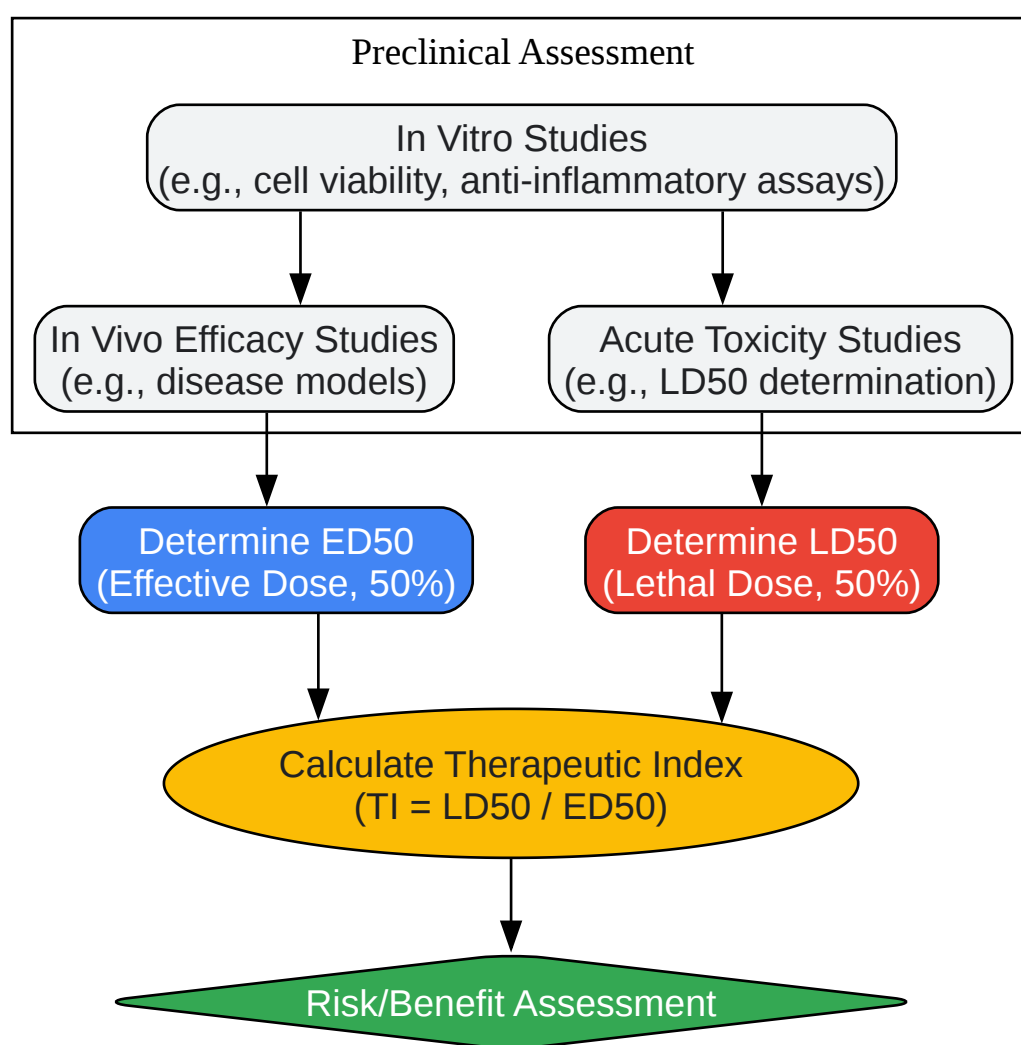 Preclinical Assessment
In Vitro Studies
(e.g., cell viability, anti-inflammatory assays)
In Vivo Efficacy Studies
(e.g., disease models)
Acute Toxicity Studies
(e.g., LD50 determination)
Determine ED50
(Effective Dose, 50%)
Determine LD50
(Lethal Dose, 50%)
Calculate Therapeutic Index
(TI = LD50 / ED50)
Risk/Benefit Assessment